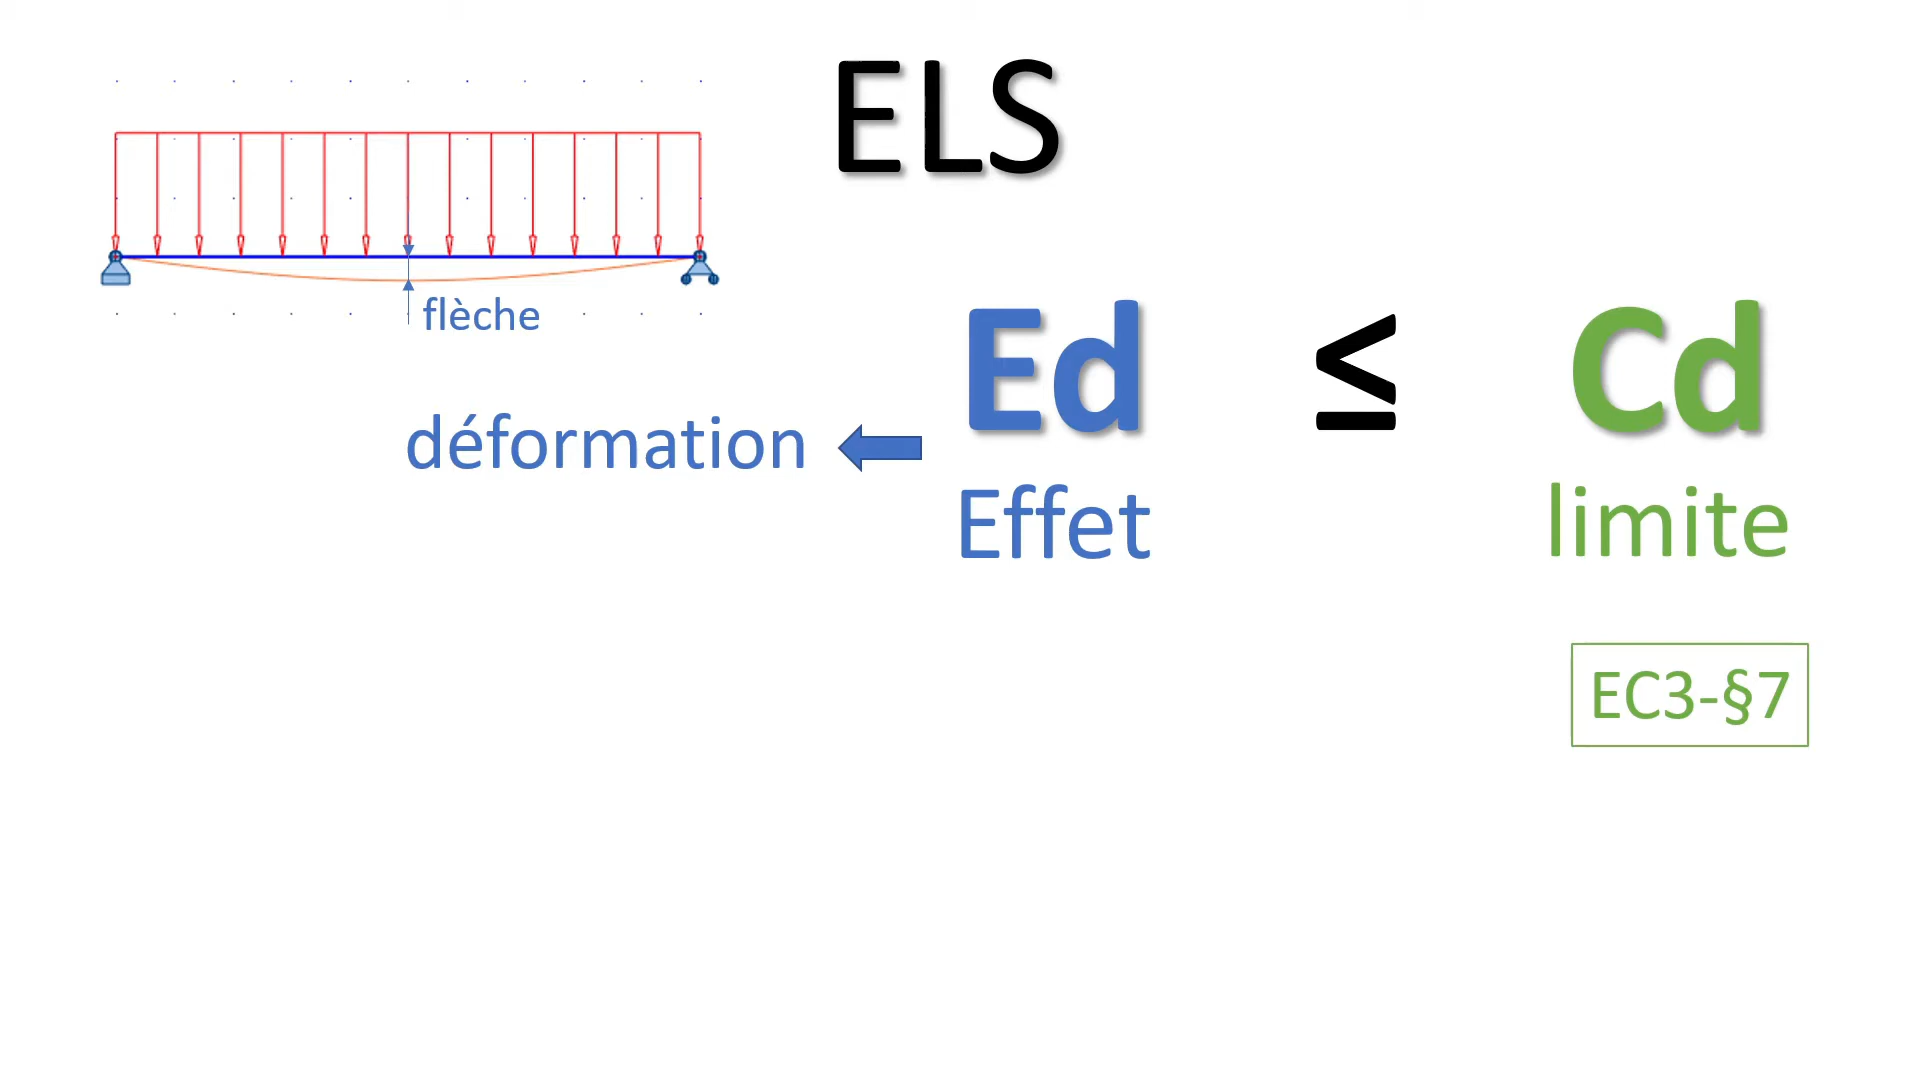 ELS
flèche
Ed ≤ Cd
déformation
Effet
limite
EC3-§7